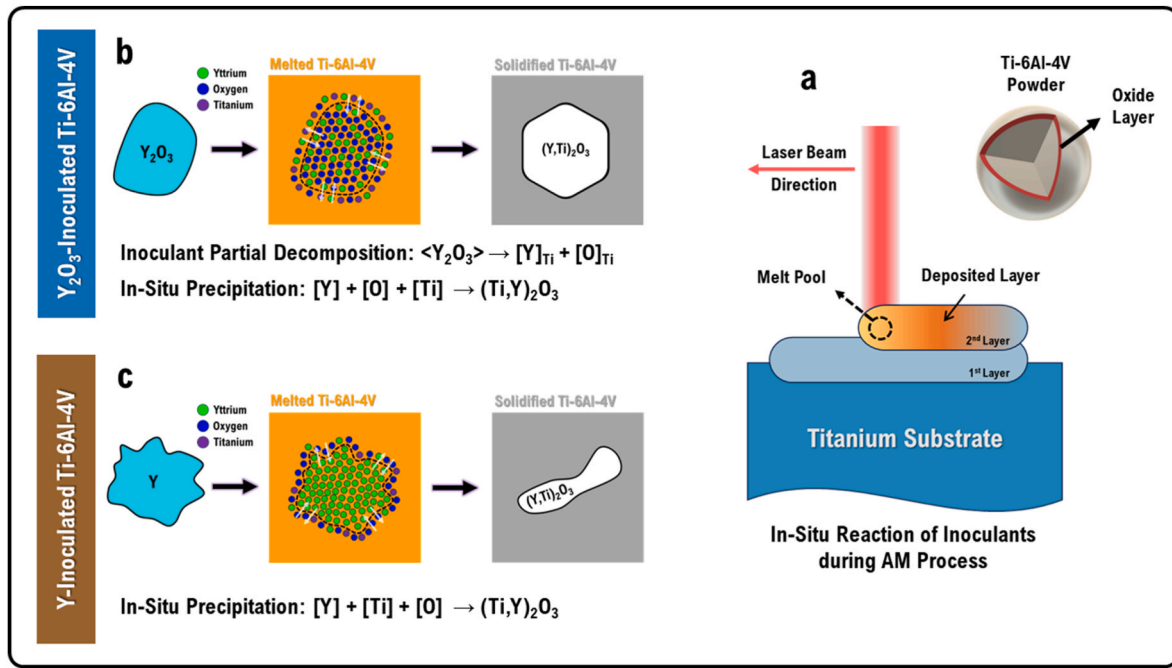 Y₂O₃-Inoculated Ti-6Al-4V
b
Yttrium
Oxygen
Titanium
Melted Ti-6Al-4V
Solidified Ti-6Al-4V
Y₂O₃
(Y,Ti)₂O₃
Inoculant Partial Decomposition: <Y₂O₃> → [Y]Ti + [O]Ti
In-Situ Precipitation: [Y] + [O] + [Ti] → (Ti,Y)₂O₃
Y-Inoculated Ti-6Al-4V
c
Yttrium
Oxygen
Titanium
Melted Ti-6Al-4V
Solidified Ti-6Al-4V
Y
(Y,Ti)₂O₃
In-Situ Precipitation: [Y] + [Ti] + [O] → (Ti,Y)₂O₃
a
Ti-6Al-4V
Powder
Oxide
Layer
Laser Beam
Direction
Melt Pool
Deposited Layer
2nd Layer
1st Layer
Titanium Substrate
In-Situ Reaction of Inoculants
during AM Process